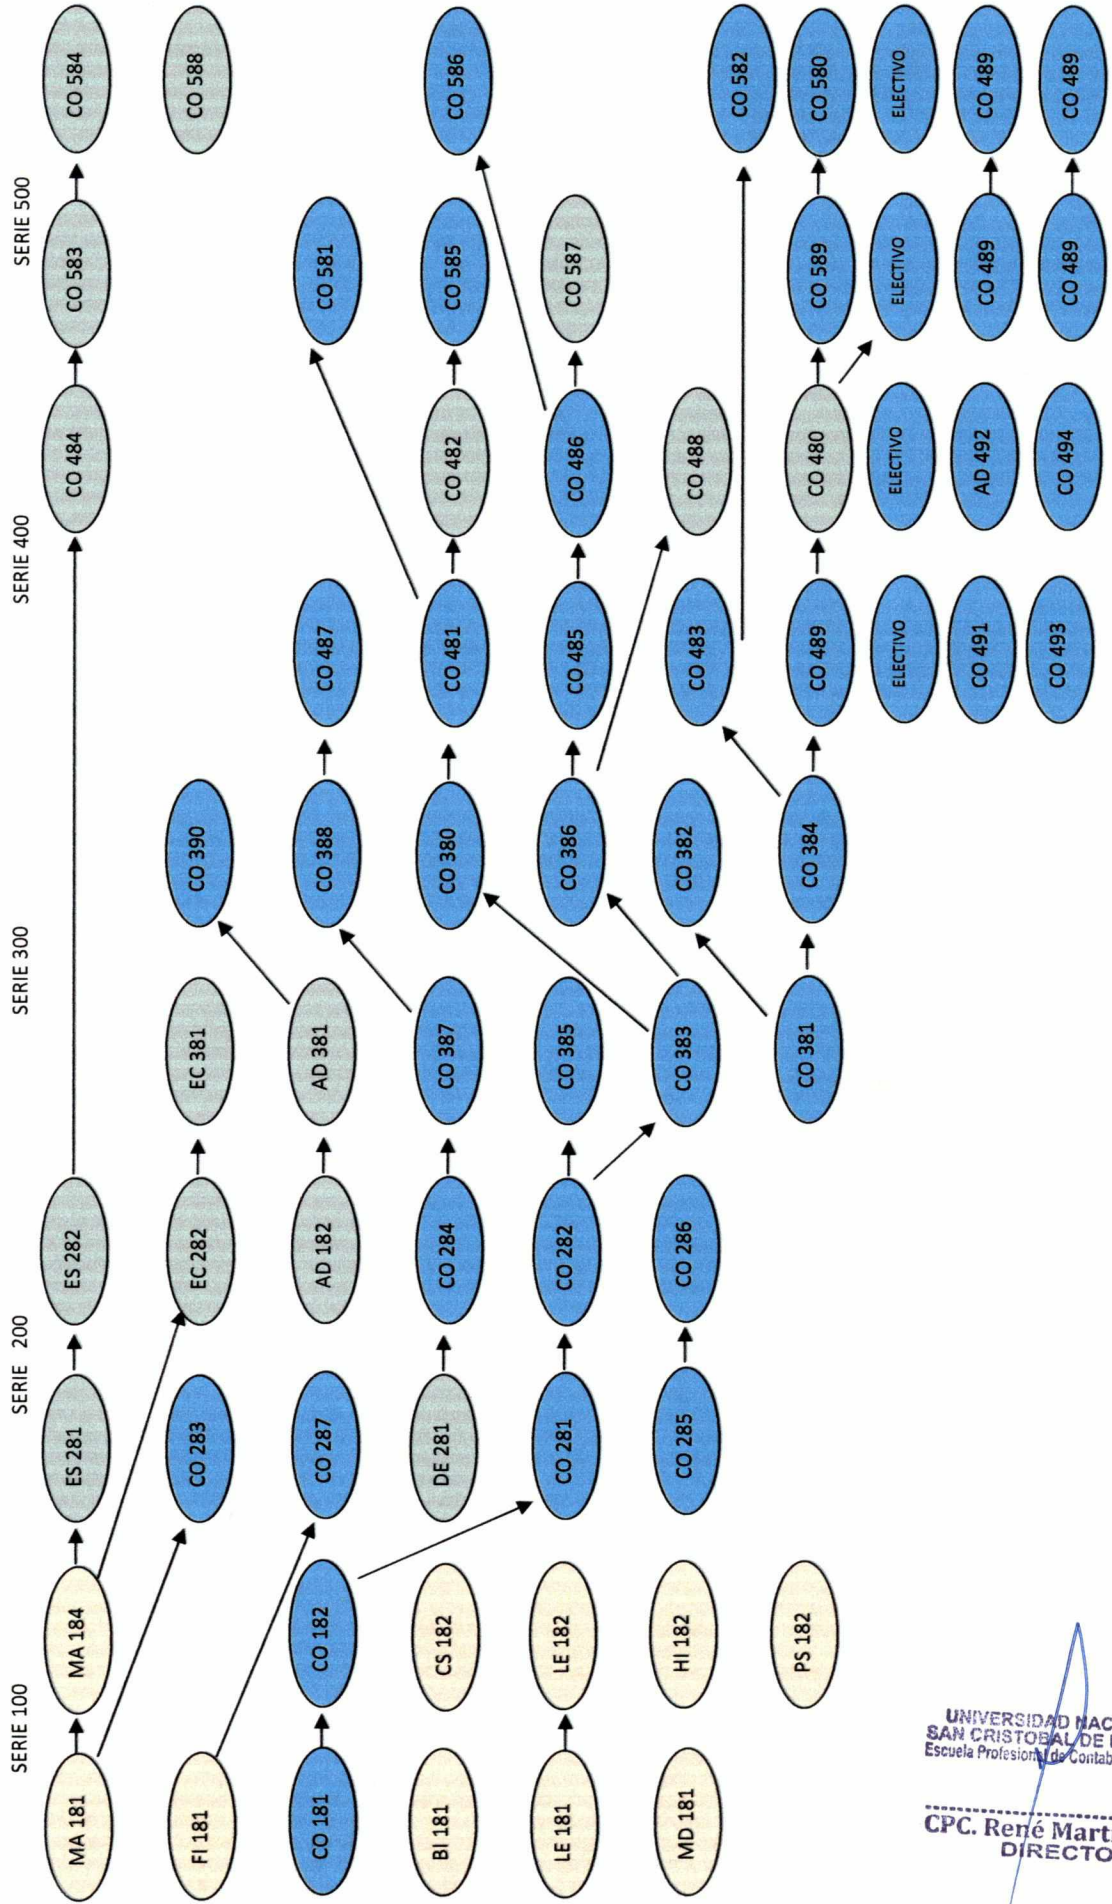 SERIE 100
SERIE 200
SERIE 300
SERIE 400
SERIE 500
MA 181
MA 184
ES 281
ES 282
CO 484
CO 583
CO 584
FI 181
CO 283
EC 282
EC 381
CO 390
CO 588
CO 181
CO 182
CO 287
AD 182
AD 381
CO 388
CO 487
CO 581
BI 181
CS 182
DE 281
CO 284
CO 387
CO 380
CO 481
CO 482
CO 585
CO 586
LE 181
LE 182
CO 281
CO 282
CO 385
CO 386
CO 485
CO 486
CO 587
MD 181
HI 182
CO 285
CO 286
CO 383
CO 382
CO 483
CO 488
CO 582
PS 182
CO 381
CO 384
CO 489
CO 480
CO 589
CO 580
ELECTIVO
ELECTIVO
ELECTIVO
ELECTIVO
CO 491
AD 492
CO 489
CO 489
CO 493
CO 494
CO 489
CO 489
UNIVERSIDAD NAC
SAN CRISTOBAL DE
Escuela Profesional de Contab
CPC. René Mart
DIRECTO